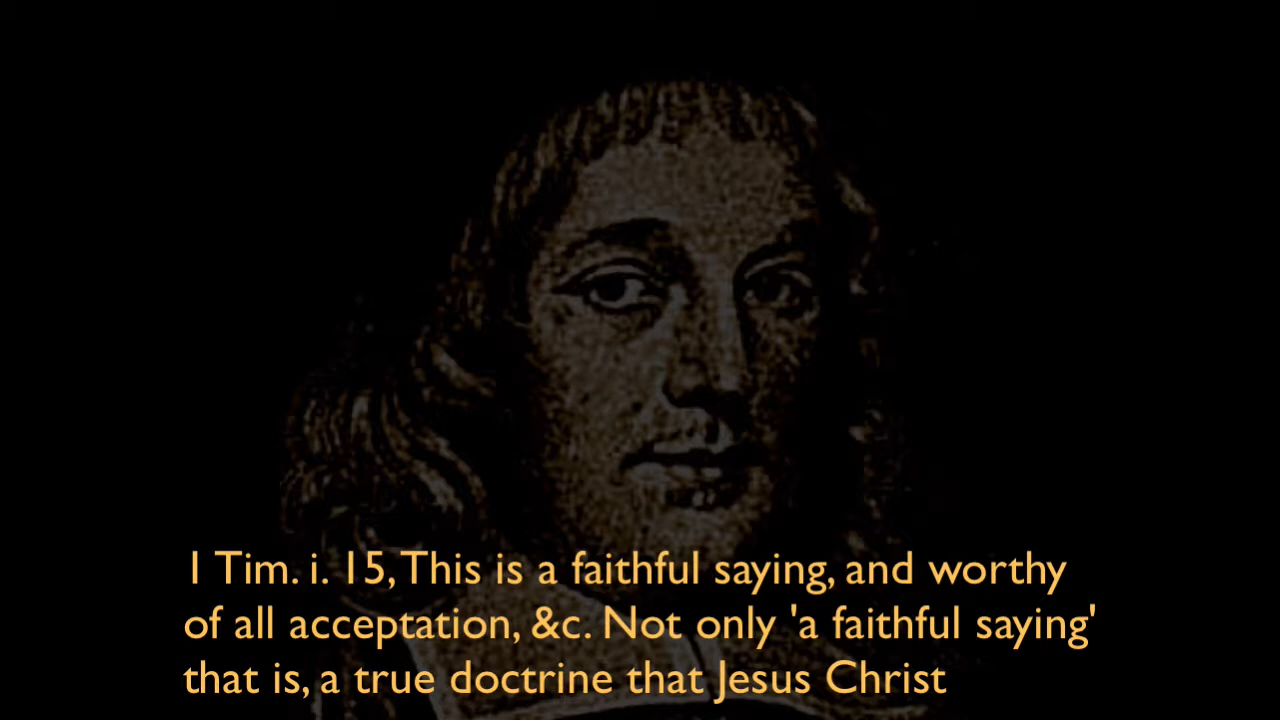 1 Tim. i. 15, This is a faithful saying, and worthy
of all acceptation, &c. Not only 'a faithful saying'
that is, a true doctrine that Jesus Christ